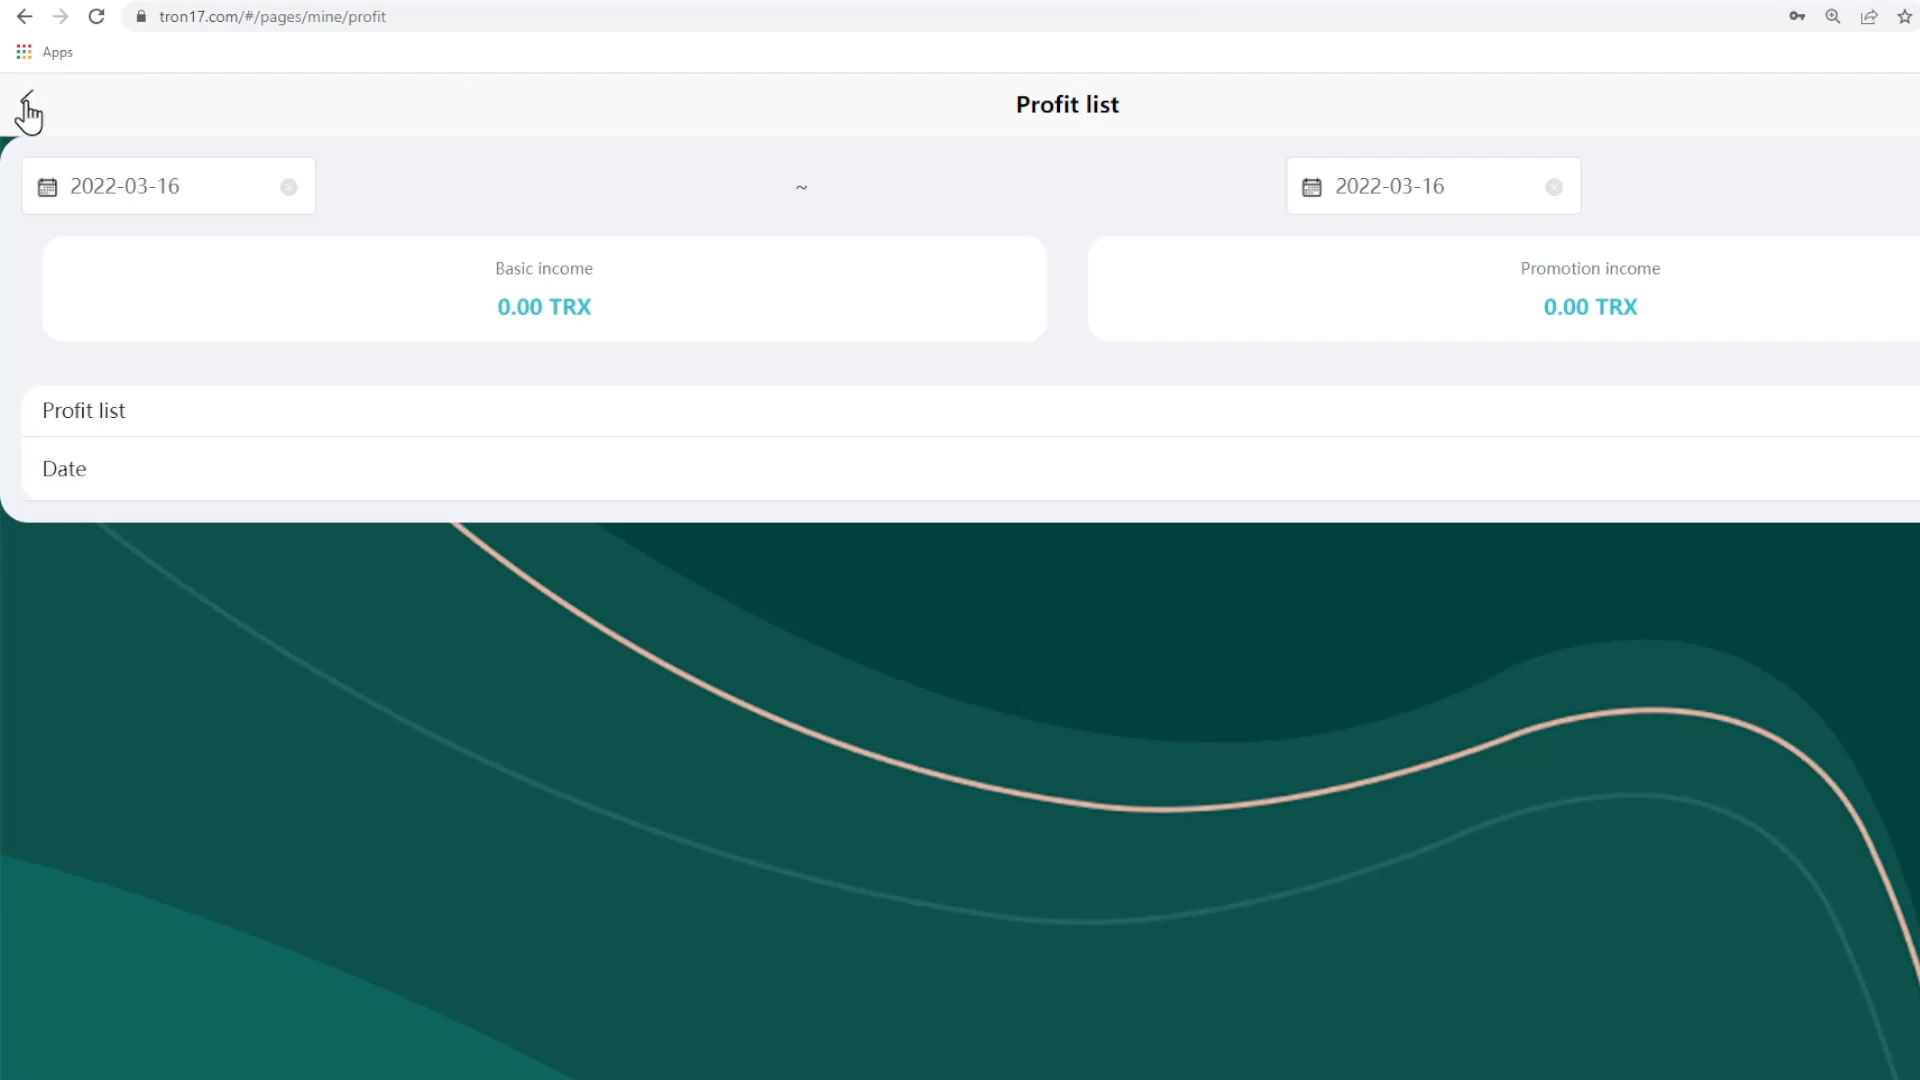 tron17.com/#/pages/mine/profit
Apps
Profit list
2022-03-16 ~ 2022-03-16
Basic income
0.00 TRX
Promotion income
0.00 TRX
Profit list
Date